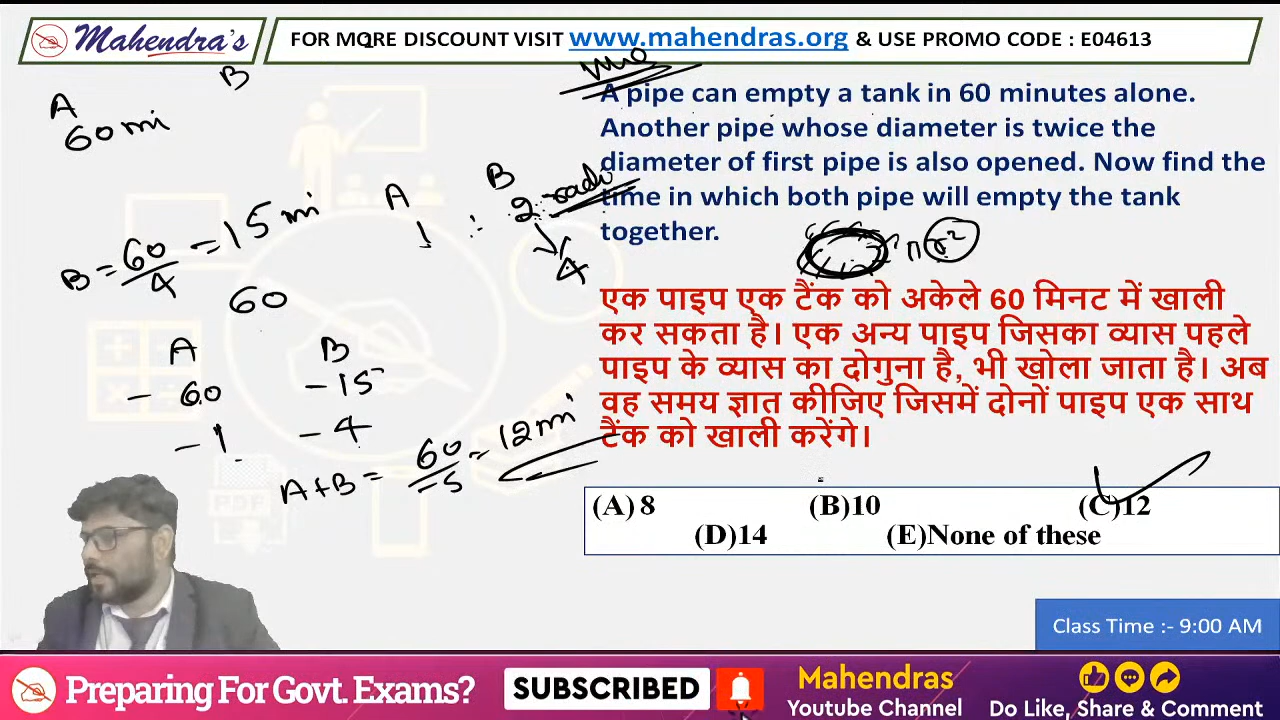 Mahendra's
FOR MORE DISCOUNT VISIT www.mahendras.org & USE PROMO CODE : E04613
A pipe can empty a tank in 60 minutes alone.
Another pipe whose diameter is twice the
diameter of first pipe is also opened. Now find the
time in which both pipe will empty the tank
together.
एक पाइप एक टैंक को अकेले 60 मिनट में खाली
कर सकता है। एक अन्य पाइप जिसका व्यास पहले
पाइप के व्यास का दोगुना है, भी खोला जाता है। अब
वह समय ज्ञात कीजिए जिसमें दोनों पाइप एक साथ
टैंक को खाली करेंगे।
(A) 8 (B)10 (C)12
(D)14 (E)None of these
A B
60 mi
A B
1 : 2
4
B = 60/4 = 15 mi
60
A B
- 60 - 15
- 1 - 4
A+B = 60/-5 = 12 mi
π r²
PDF
Class Time :- 9:00 AM
Preparing For Govt. Exams?
SUBSCRIBED
Mahendras
Youtube Channel
Do Like, Share & Comment